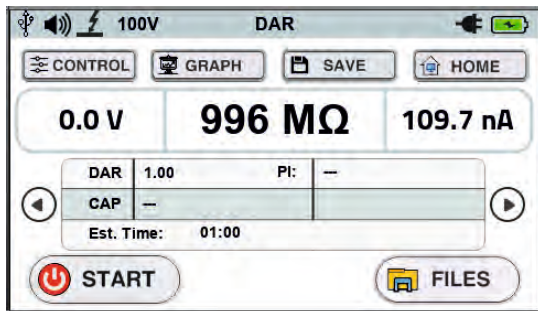 100V DAR
CONTROL GRAPH SAVE HOME
0.0 V 996 MΩ 109.7 nA
DAR 1.00 PI: ---
CAP ---
Est. Time: 01:00
START FILES